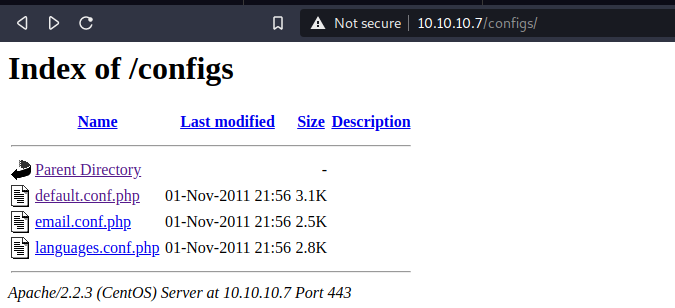 Not secure 10.10.10.7/configs/
Index of /configs
Name Last modified Size Description
Parent Directory -
default.conf.php 01-Nov-2011 21:56 3.1K
email.conf.php 01-Nov-2011 21:56 2.5K
languages.conf.php 01-Nov-2011 21:56 2.8K
Apache/2.2.3 (CentOS) Server at 10.10.10.7 Port 443